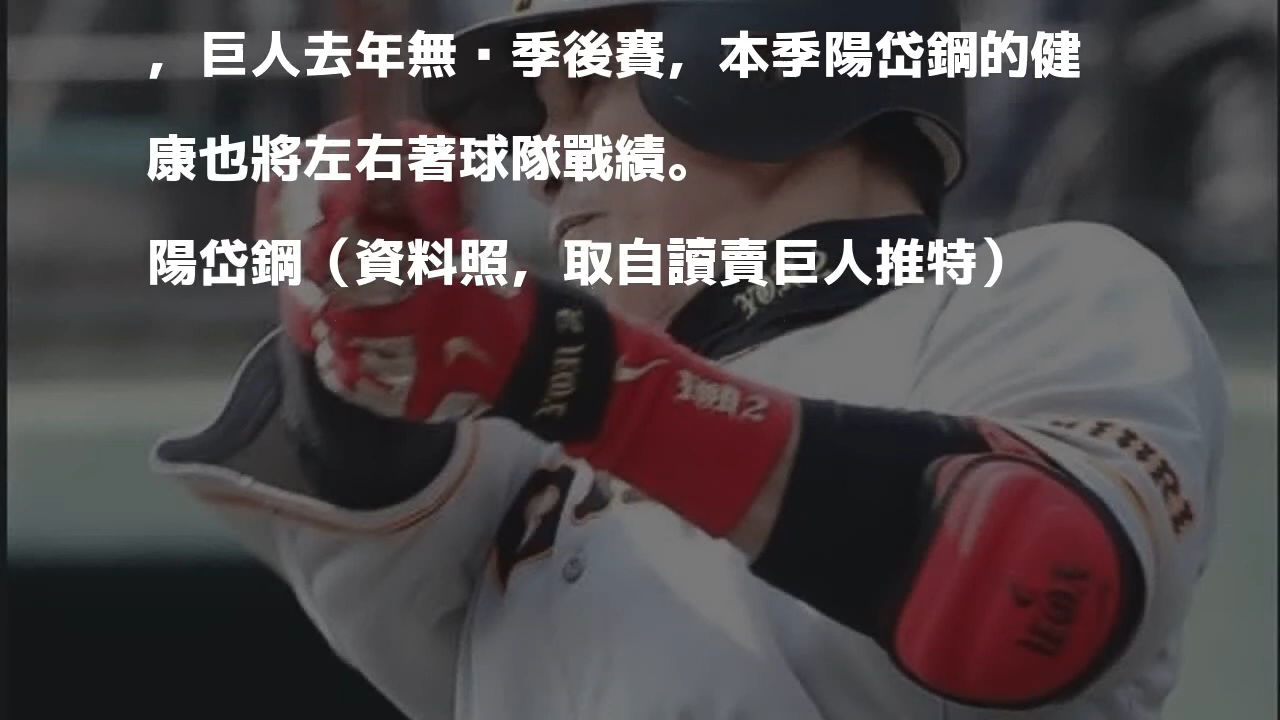 ，巨人去年無▪季後賽，本季陽岱鋼的健
康也將左右著球隊戰績。
陽岱鋼（資料照，取自讀賣巨人推特）